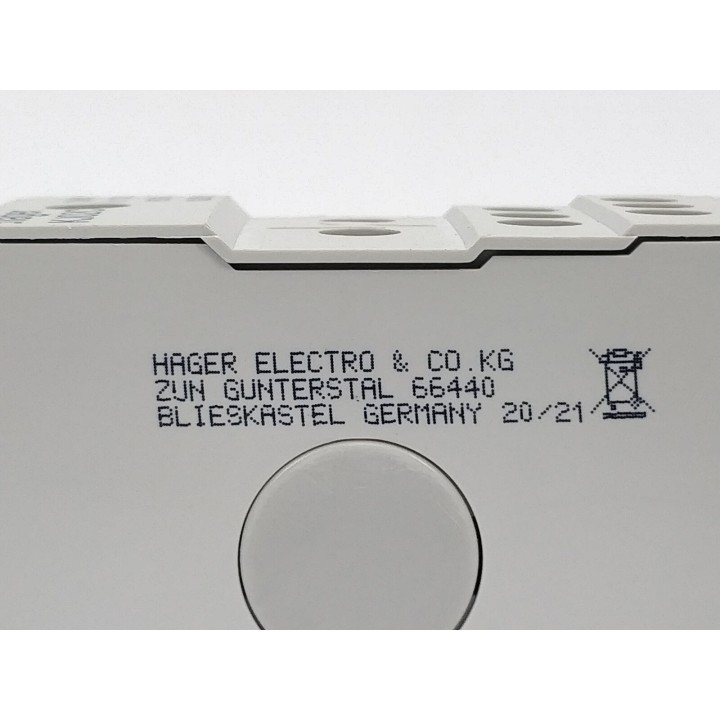 HAGER ELECTRO & CO.KG
ZUN GUNTERSTAL 66440
BLIESKASTEL GERMANY 20/21